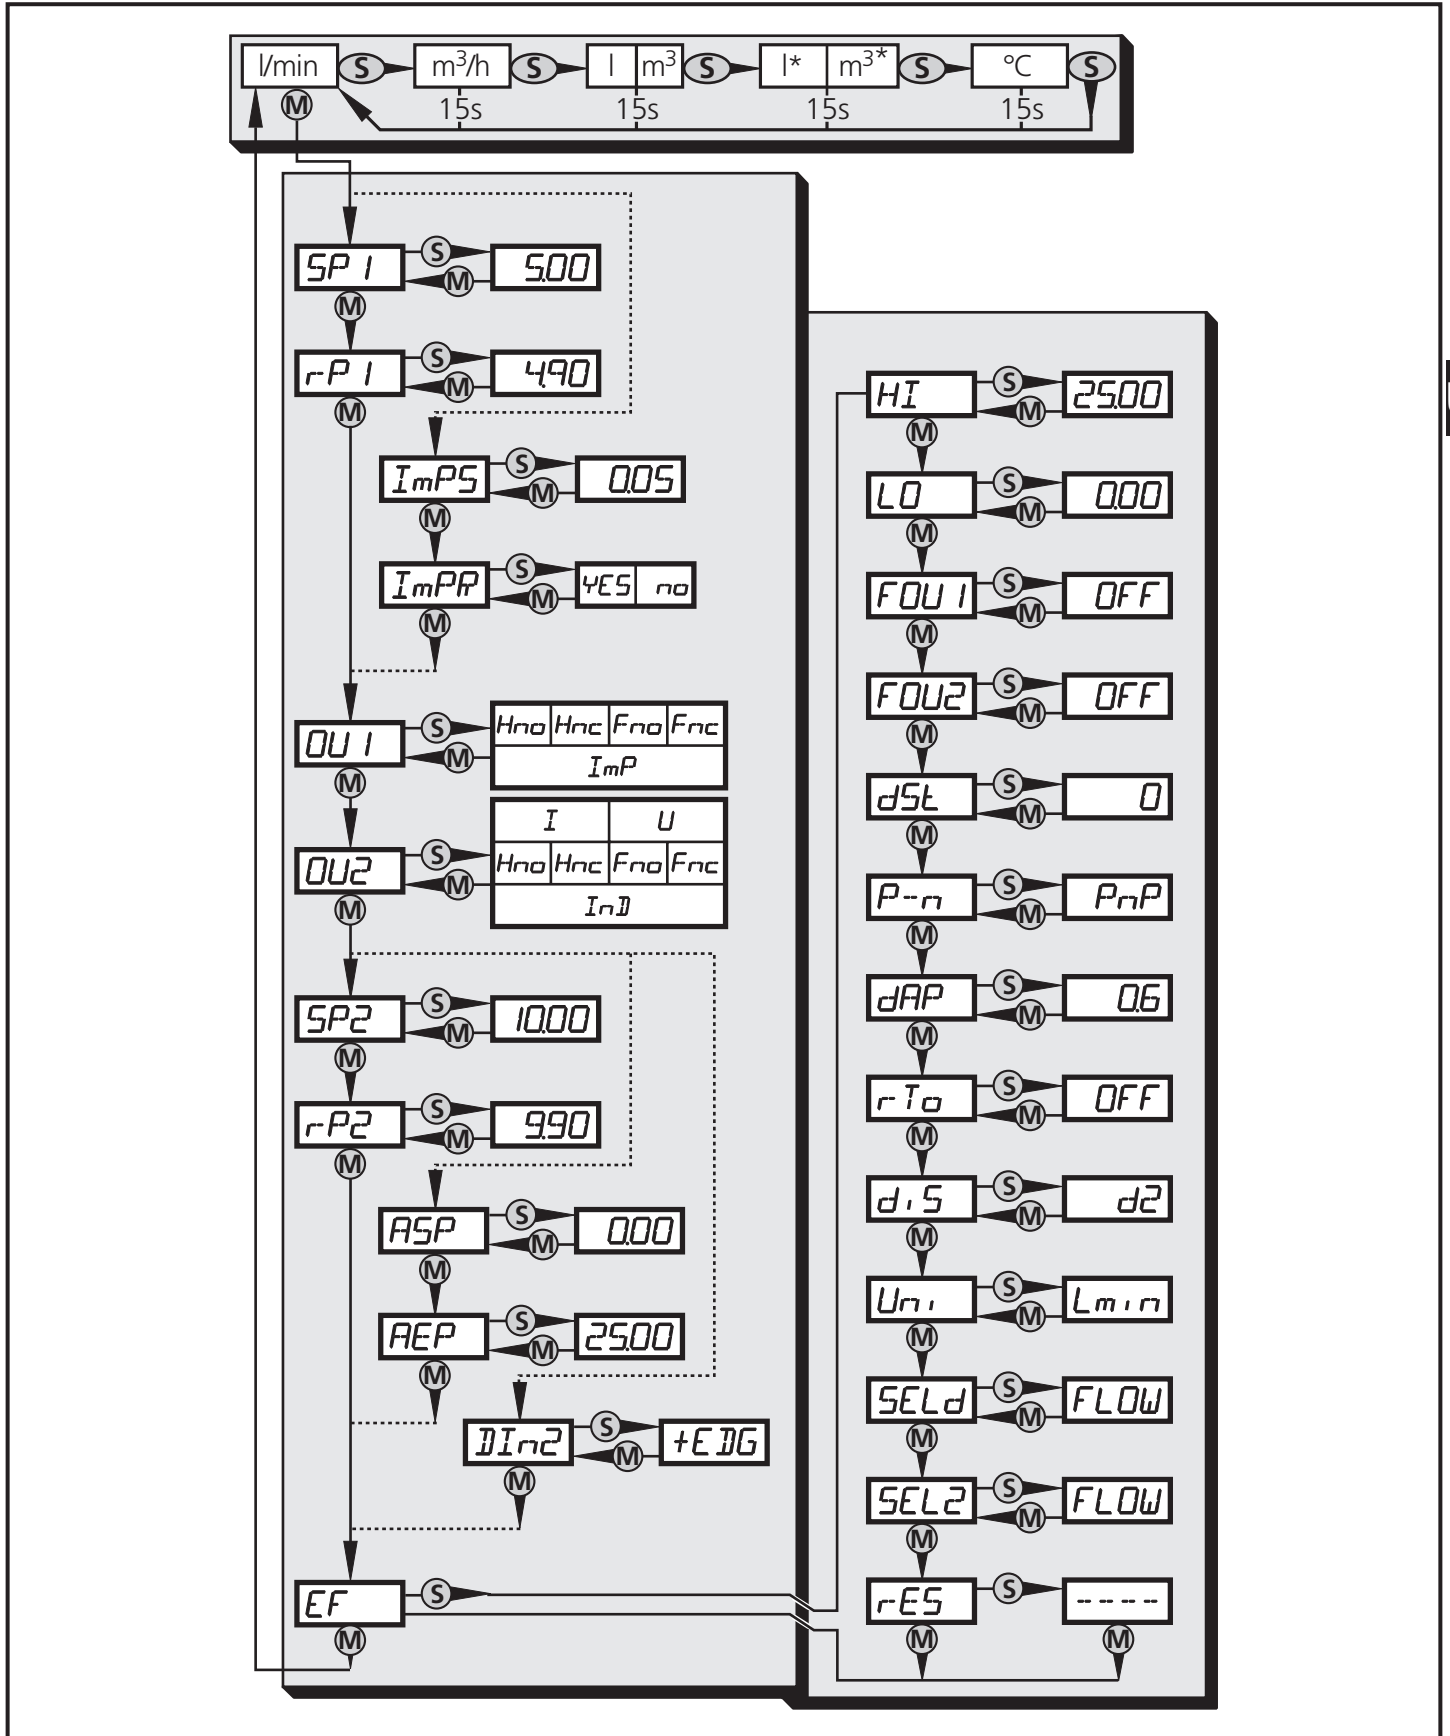 l/min S m³/h S l m³ S l* m³* S °C S
M 15s 15s 15s 15s
SP1 S 5.00
M
M
rP1 S 4.90
M
M
ImPS S 0.05
M
M
ImPR S YES no
M
M
OU1 S Hno Hnc Fno Fnc
M ImP
M
I U
OU2 S Hno Hnc Fno Fnc
M InD
M
SP2 S 10.00
M
M
rP2 S 9.90
M
M
ASP S 0.00
M
M
AEP S 25.00
M
M
DIn2 S +EDG
M
M
EF S
M
HI S 25.00
M
M
LO S 0.00
M
M
FOU1 S OFF
M
M
FOU2 S OFF
M
M
dSt S 0
M
M
P-n S PnP
M
M
dAP S 0.6
M
M
rTo S OFF
M
M
diS S d2
M
M
Uni S Lmin
M
M
SELd S FLOW
M
M
SEL2 S FLOW
M
M
rES S ----
M M